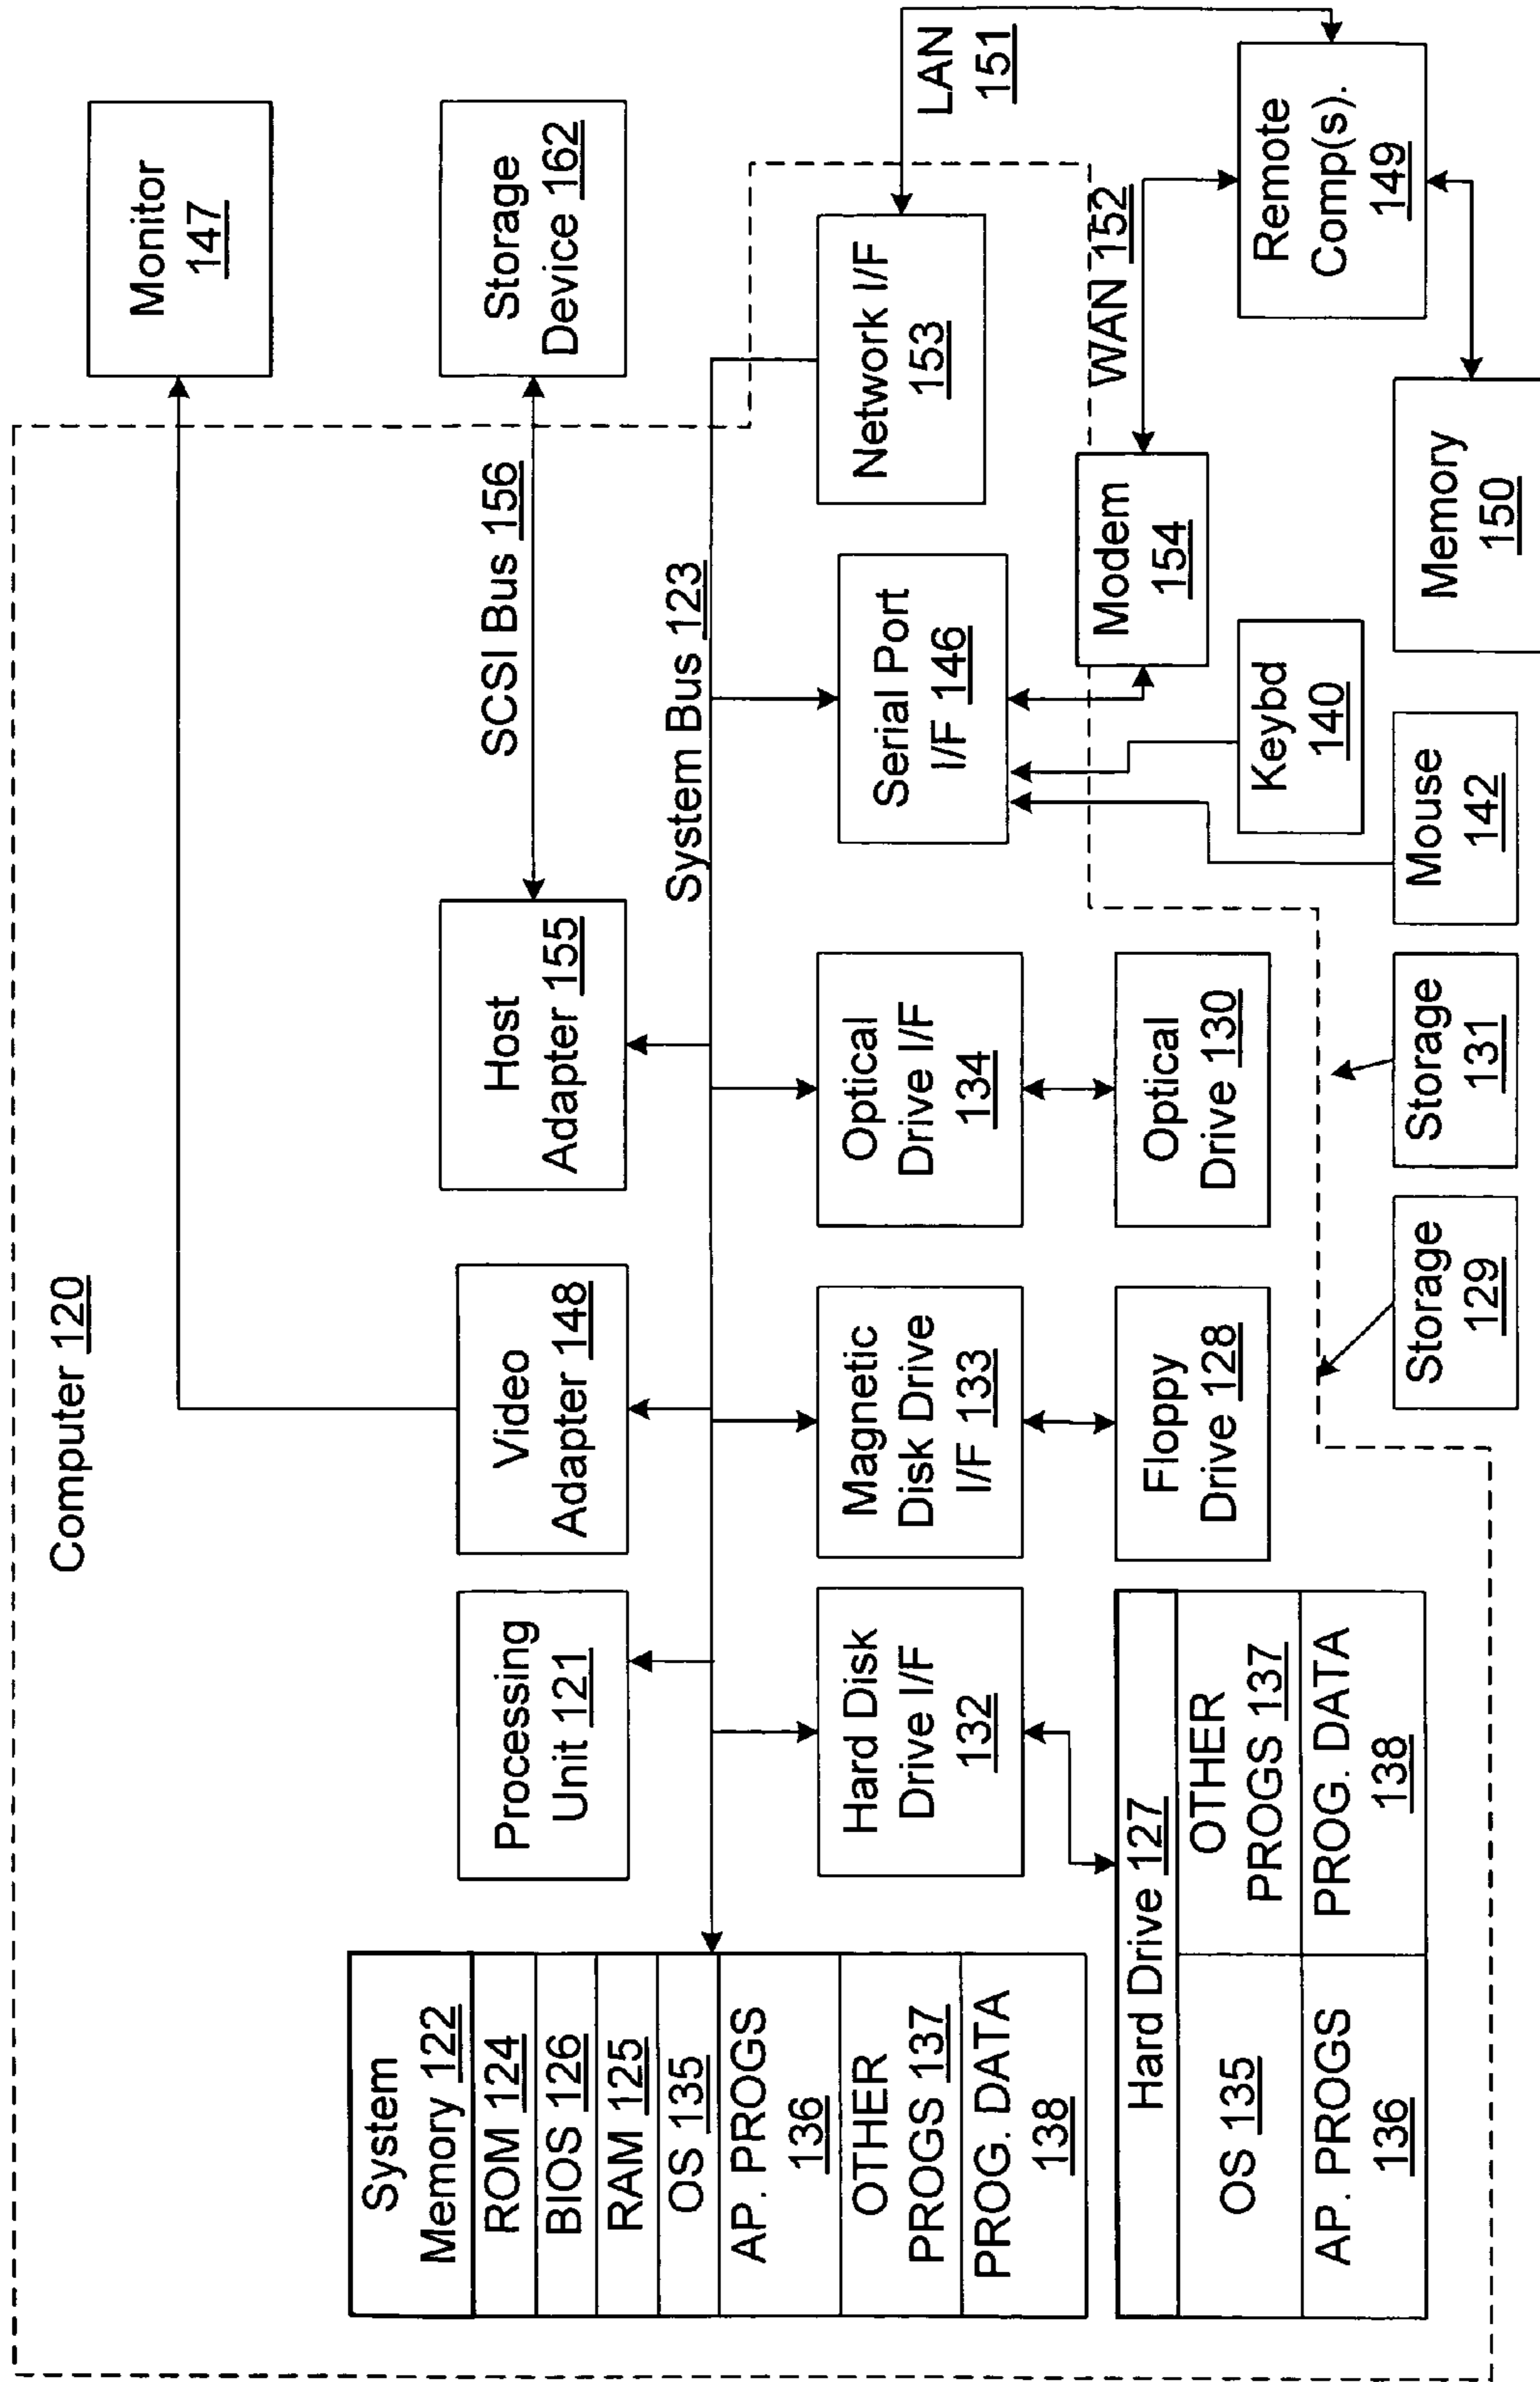 Computer 120
Monitor
147
System
Memory 122
ROM 124
BIOS 126
RAM 125
OS 135
AP. PROGS
136
OTHER
PROGS 137
PROG. DATA
138
Processing
Unit 121
Video
Adapter 148
Host
Adapter 155
SCSI Bus 156
Storage
Device 162
System Bus 123
Hard Disk
Drive I/F
132
Magnetic
Disk Drive
I/F 133
Optical
Drive I/F
134
Serial Port
I/F 146
Network I/F
153
LAN
151
Hard Drive 127
OS 135
OTHER
PROGS 137
AP. PROGS
136
PROG. DATA
138
Floppy
Drive 128
Optical
Drive 130
Modem
154
WAN 152
Keybd
140
Remote
Comp(s).
149
Storage
129
Storage
131
Mouse
142
Memory
150